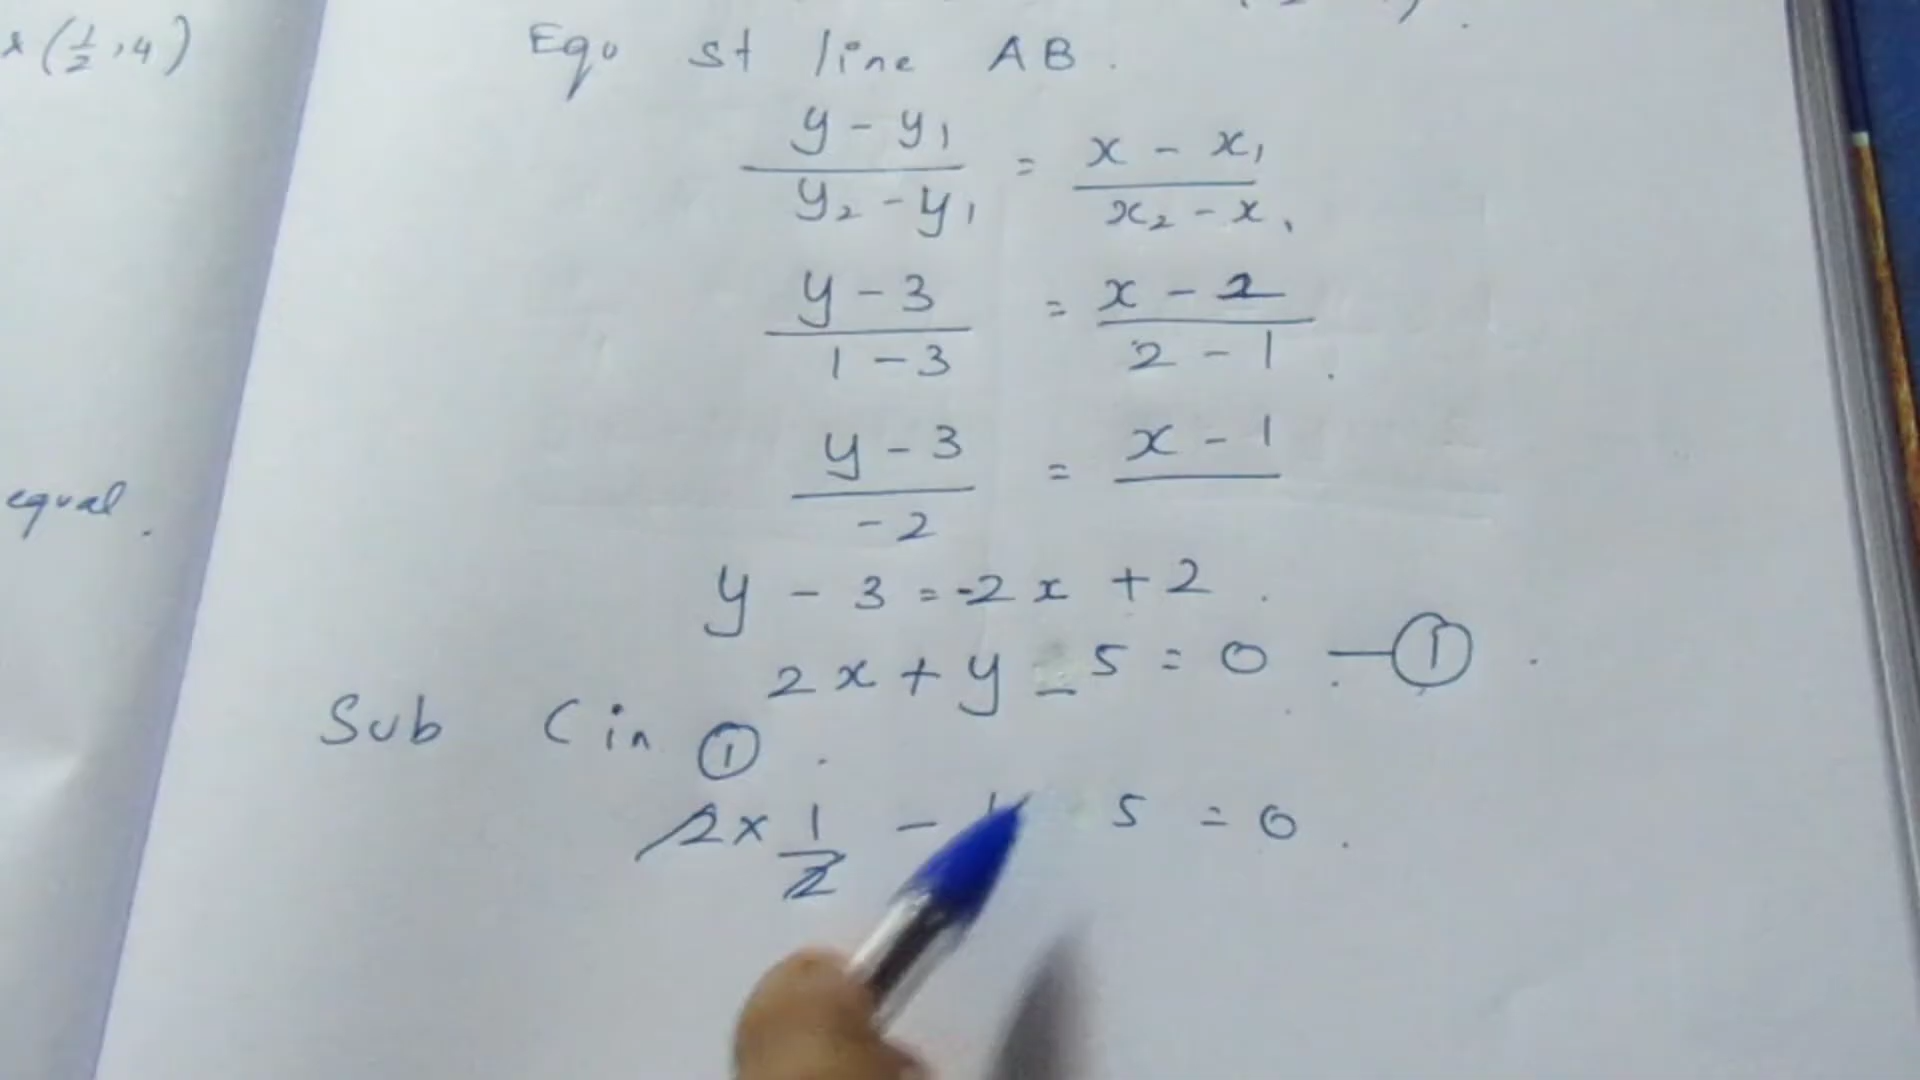 (1/2, 4)
equal.
Equ st line AB.
(y - y₁)/(y₂ - y₁) = (x - x₁)/(x₂ - x₁)
(y - 3)/(1 - 3) = (x - 2)/(2 - 1).
(y - 3)/(-2) = (x - 1)/
y - 3 = -2x + 2.
2x + y - 5 = 0 — ①.
Sub C in ①.
2 × 1/2 - 5 = 0.